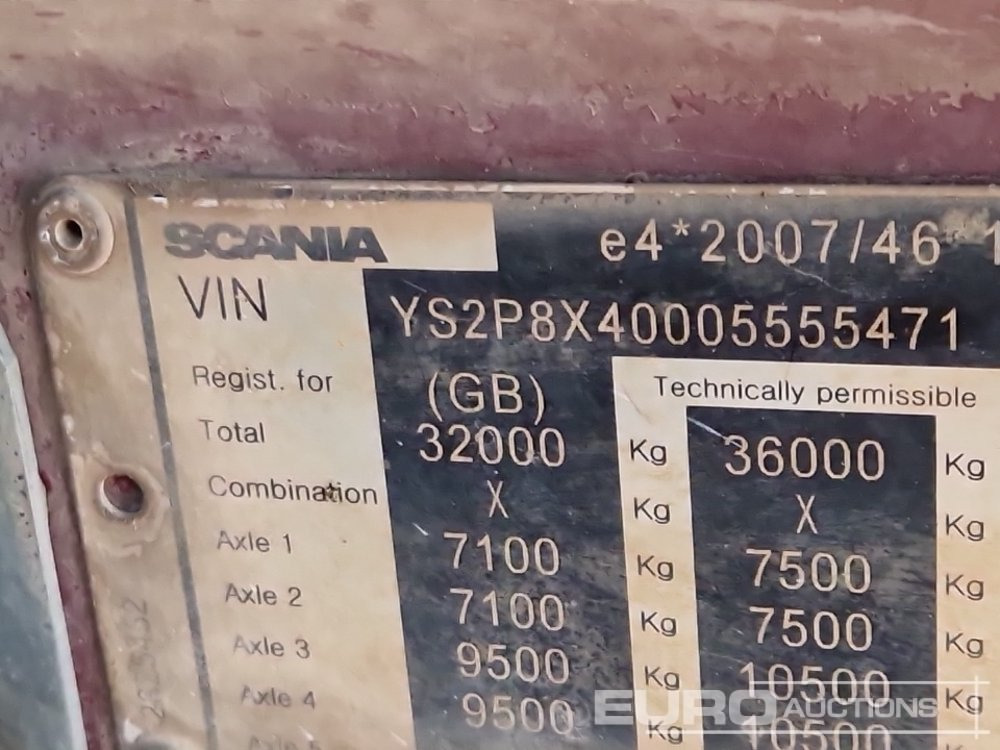 SCANIA e4*2007/46*1
VIN YS2P8X40005555471
Regist. for (GB) Technically permissible
Total 32000 Kg 36000 Kg
Combination X Kg X Kg
Axle 1 7100 Kg 7500 Kg
Axle 2 7100 Kg 7500 Kg
Axle 3 9500 Kg 10500 Kg
Axle 4 9500 Kg 10500
EURO AUCTIONS